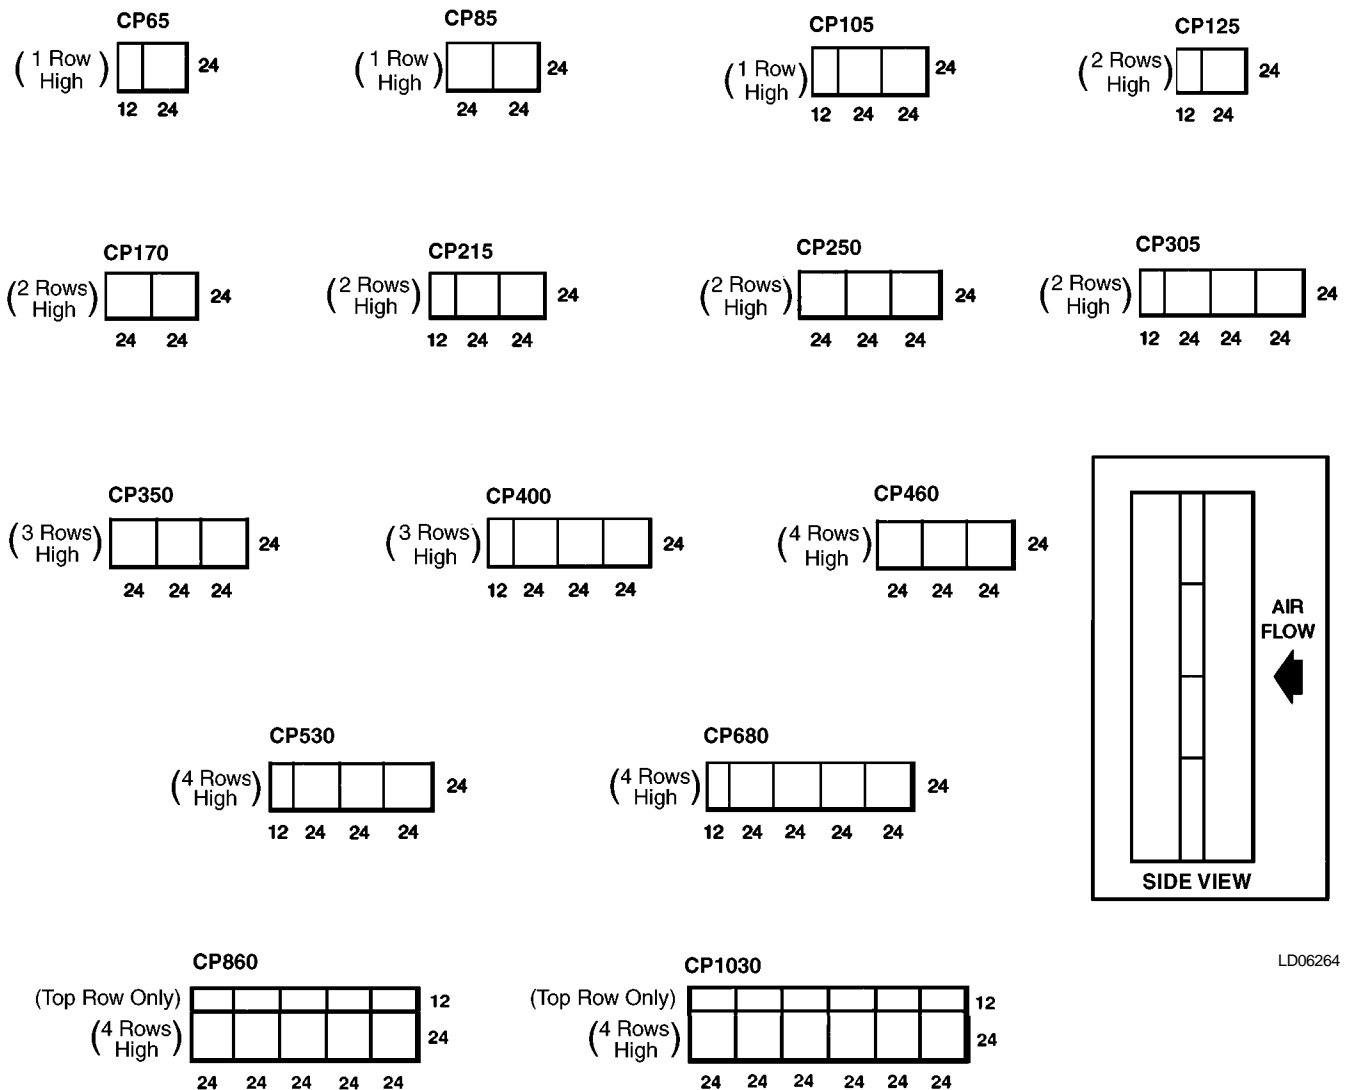 CP65
(1 Row High) 24
12 24
CP85
(1 Row High) 24
24 24
CP105
(1 Row High) 24
12 24 24
CP125
(2 Rows High) 24
12 24
CP170
(2 Rows High) 24
24 24
CP215
(2 Rows High) 24
12 24 24
CP250
(2 Rows High) 24
24 24 24
CP305
(2 Rows High) 24
12 24 24 24
CP350
(3 Rows High) 24
24 24 24
CP400
(3 Rows High) 24
12 24 24 24
CP460
(4 Rows High) 24
24 24 24
AIR
FLOW
SIDE VIEW
CP530
(4 Rows High) 24
12 24 24 24
CP680
(4 Rows High) 24
12 24 24 24 24
LD06264
CP860
(Top Row Only) 12
(4 Rows High) 24
24 24 24 24 24
CP1030
(Top Row Only) 12
(4 Rows High) 24
24 24 24 24 24 24